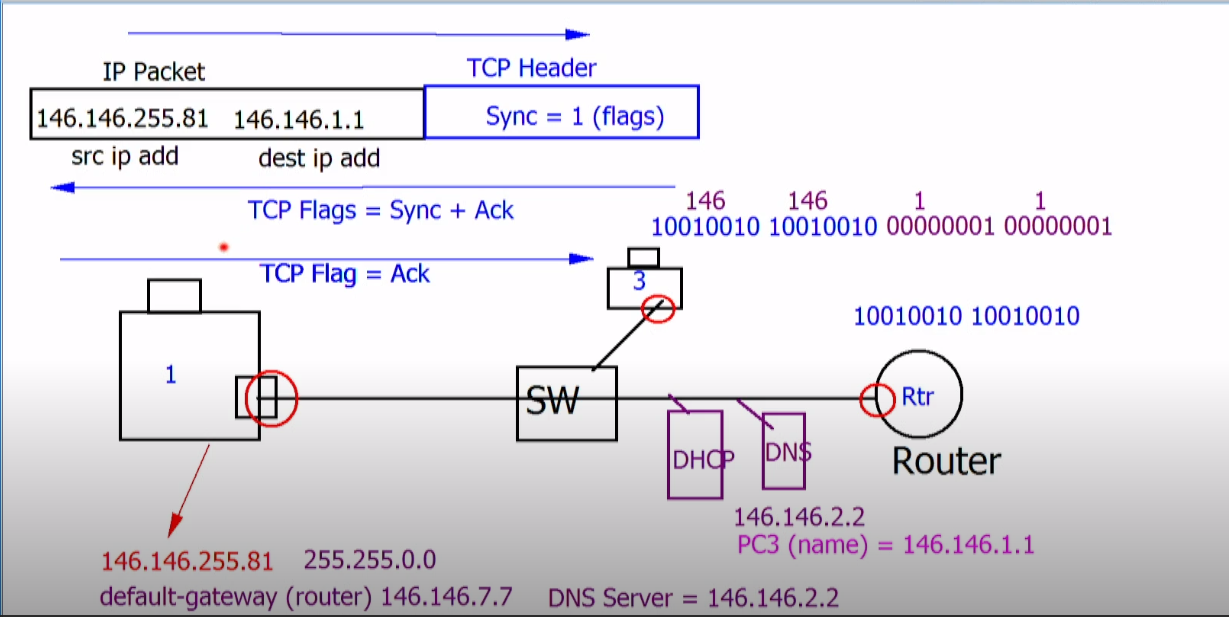 IP Packet
TCP Header
146.146.255.81 146.146.1.1
Sync = 1 (flags)
src ip add
dest ip add
TCP Flags = Sync + Ack
146 146 1 1
10010010 10010010 00000001 00000001
TCP Flag = Ack
3
10010010 10010010
1
SW
Rtr
DHCP
DNS
Router
146.146.2.2
PC3 (name) = 146.146.1.1
146.146.255.81 255.255.0.0
default-gateway (router) 146.146.7.7 DNS Server = 146.146.2.2